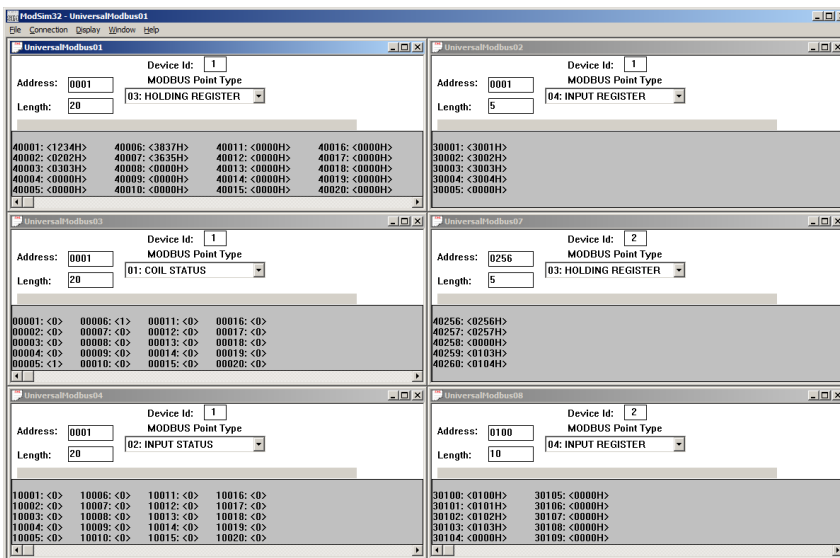 ModSim32 - UniversalModbus01
File Connection Display Window Help
UniversalModbus01
Device Id: 1
Address: 0001
MODBUS Point Type
03: HOLDING REGISTER
Length: 20
40001: <1234H> 40006: <3837H> 40011: <0000H> 40016: <0000H>
40002: <0202H> 40007: <3635H> 40012: <0000H> 40017: <0000H>
40003: <0303H> 40008: <0000H> 40013: <0000H> 40018: <0000H>
40004: <0000H> 40009: <0000H> 40014: <0000H> 40019: <0000H>
40005: <0000H> 40010: <0000H> 40015: <0000H> 40020: <0000H>
UniversalModbus02
Device Id: 1
Address: 0001
MODBUS Point Type
04: INPUT REGISTER
Length: 5
30001: <3001H>
30002: <3002H>
30003: <3003H>
30004: <3004H>
30005: <0000H>
UniversalModbus03
Device Id: 1
Address: 0001
MODBUS Point Type
01: COIL STATUS
Length: 20
00001: <0> 00006: <1> 00011: <0> 00016: <0>
00002: <0> 00007: <0> 00012: <0> 00017: <0>
00003: <0> 00008: <0> 00013: <0> 00018: <0>
00004: <0> 00009: <0> 00014: <0> 00019: <0>
00005: <1> 00010: <0> 00015: <0> 00020: <0>
UniversalModbus07
Device Id: 2
Address: 0256
MODBUS Point Type
03: HOLDING REGISTER
Length: 5
40256: <0256H>
40257: <0257H>
40258: <0000H>
40259: <0103H>
40260: <0104H>
UniversalModbus04
Device Id: 1
Address: 0001
MODBUS Point Type
02: INPUT STATUS
Length: 20
10001: <0> 10006: <0> 10011: <0> 10016: <0>
10002: <0> 10007: <0> 10012: <0> 10017: <0>
10003: <0> 10008: <0> 10013: <0> 10018: <0>
10004: <0> 10009: <0> 10014: <0> 10019: <0>
10005: <0> 10010: <0> 10015: <0> 10020: <0>
UniversalModbus08
Device Id: 2
Address: 0100
MODBUS Point Type
04: INPUT REGISTER
Length: 10
30100: <0100H> 30105: <0000H>
30101: <0101H> 30106: <0000H>
30102: <0102H> 30107: <0000H>
30103: <0103H> 30108: <0000H>
30104: <0000H> 30109: <0000H>